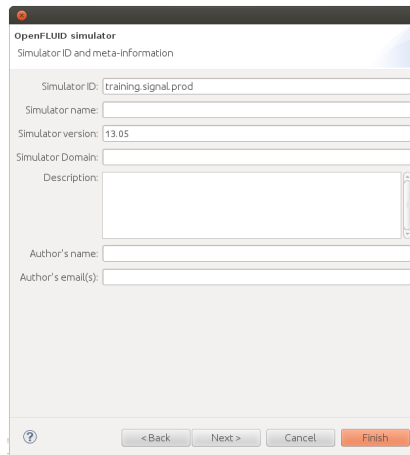 OpenFLUID simulator
Simulator ID and meta-information
Simulator ID: training.signal.prod
Simulator name:
Simulator version: 13.05
Simulator Domain:
Description:
Author's name:
Author's email(s):
? < Back Next > Cancel Finish